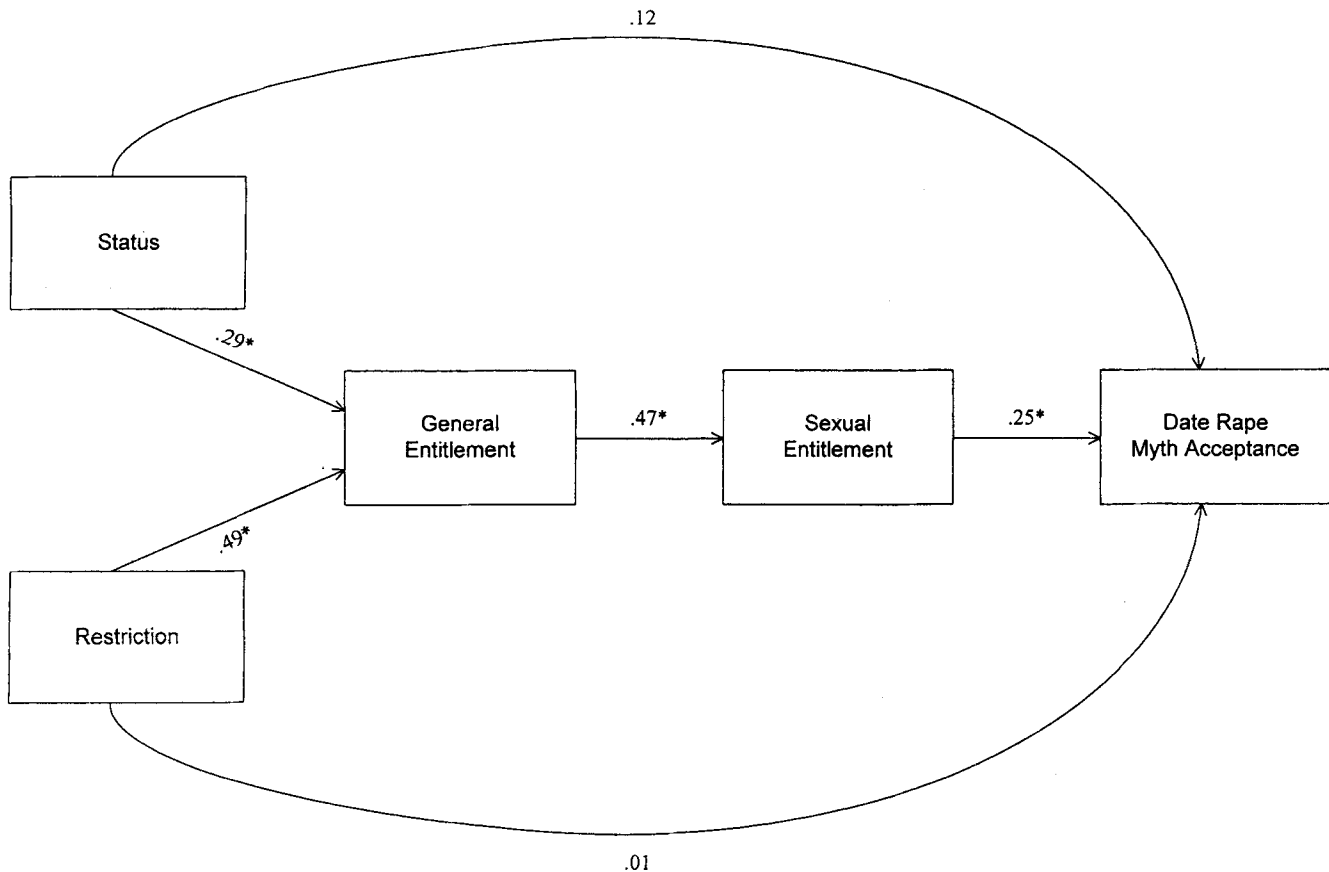 .12
Status
.29*
General
Entitlement
.47*
Sexual
Entitlement
.25*
Date Rape
Myth Acceptance
.49*
Restriction
.01